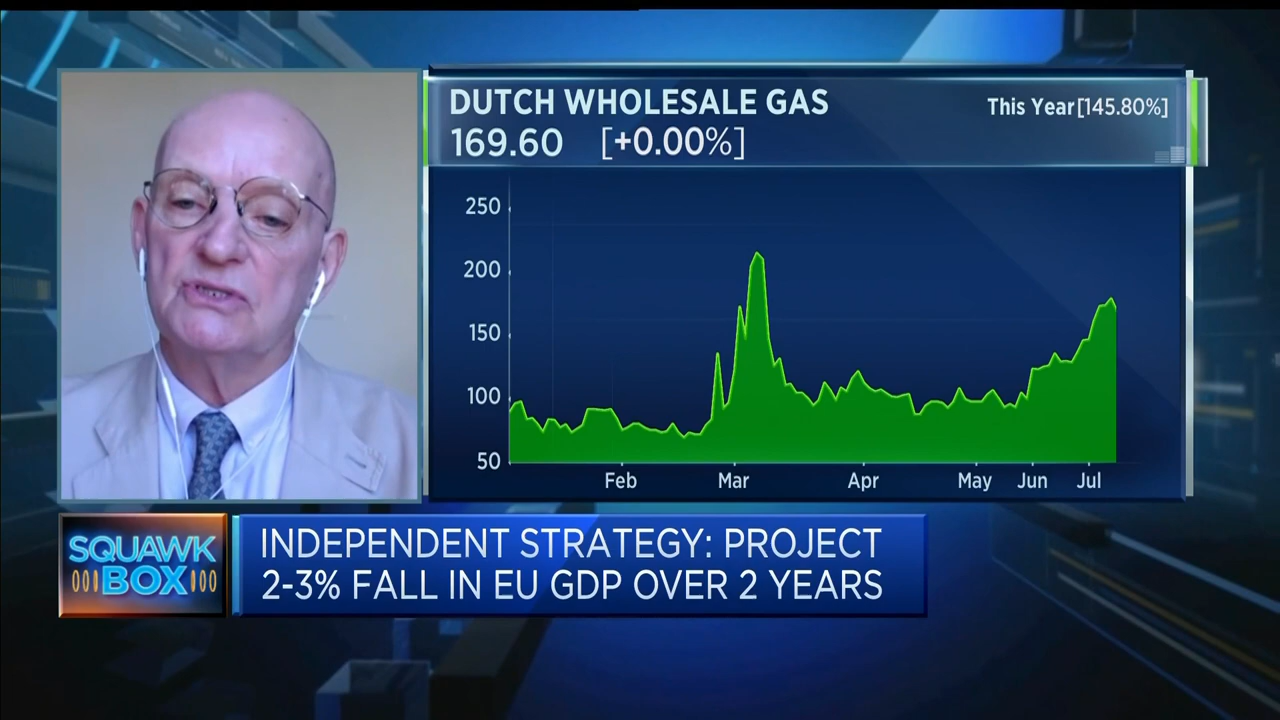 DUTCH WHOLESALE GAS
This Year[145.80%]
169.60 [+0.00%]
250
200
150
100
50
Feb Mar Apr May Jun Jul
SQUAWK
BOX
INDEPENDENT STRATEGY: PROJECT
2-3% FALL IN EU GDP OVER 2 YEARS